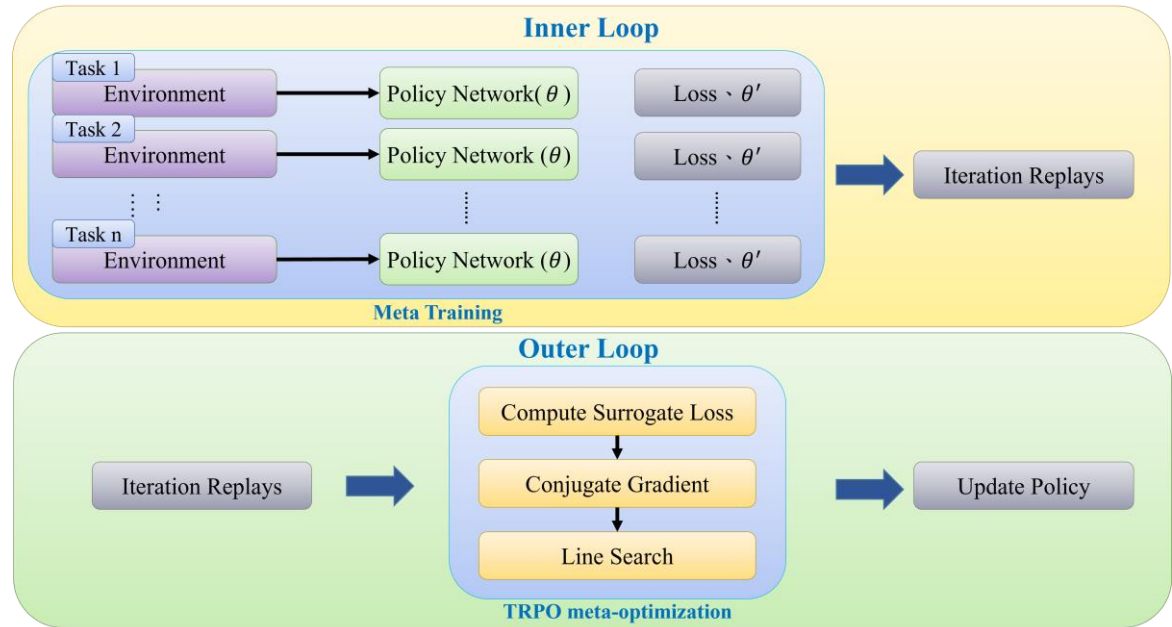 Inner Loop
Task 1
Environment
Policy Network( θ )
Loss、θ′
Task 2
Environment
Policy Network (θ)
Loss、θ′
Iteration Replays
Task n
Environment
Policy Network (θ)
Loss、θ′
Meta Training
Outer Loop
Compute Surrogate Loss
Iteration Replays
Conjugate Gradient
Update Policy
Line Search
TRPO meta-optimization